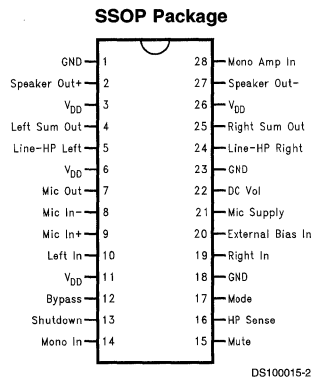 SSOP Package
GND 1 28 Mono Amp In
Speaker Out+ 2 27 Speaker Out-
VDD 3 26 VDD
Left Sum Out 4 25 Right Sum Out
Line-HP Left 5 24 Line-HP Right
VDD 6 23 GND
Mic Out 7 22 DC Vol
Mic In- 8 21 Mic Supply
Mic In+ 9 20 External Bias In
Left In 10 19 Right In
VDD 11 18 GND
Bypass 12 17 Mode
Shutdown 13 16 HP Sense
Mono In 14 15 Mute
DS100015-2